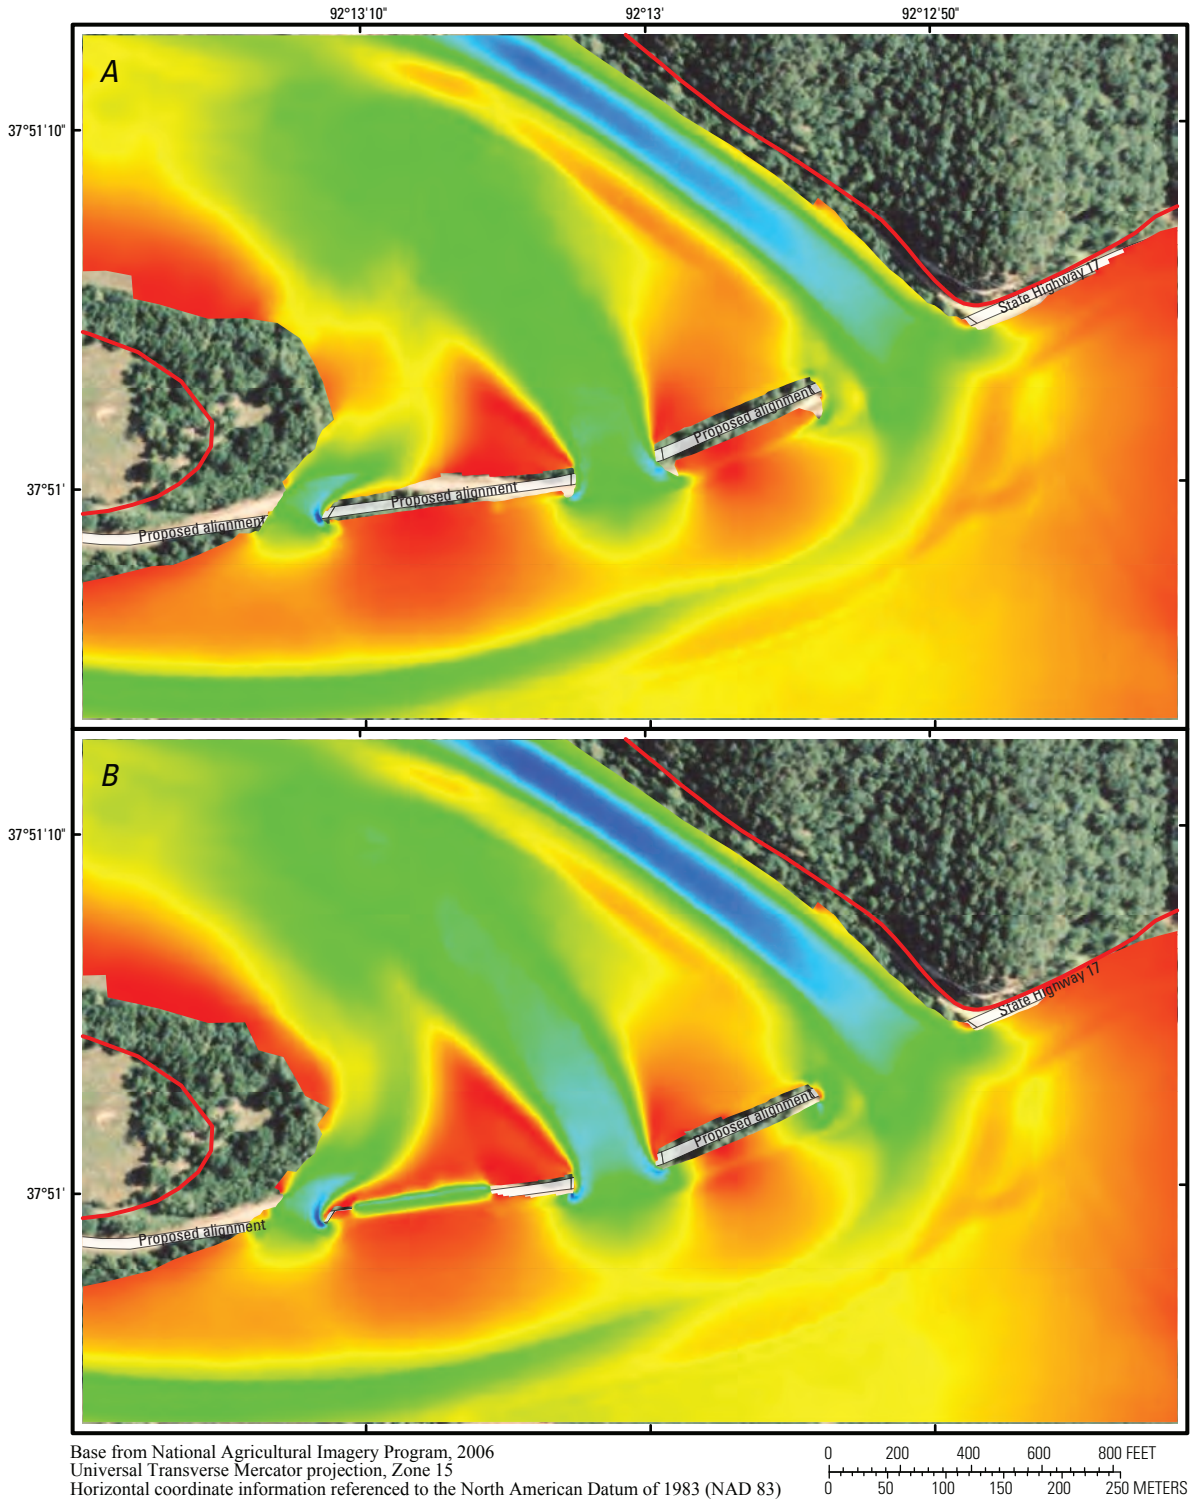 92°13'10"
92°13'
92°12'50"
A
37°51'10"
State Highway 17
Proposed alignment
37°51'
Proposed alignment
Proposed alignment
B
37°51'10"
State Highway 17
Proposed alignment
37°51'
Proposed alignment
Base from National Agricultural Imagery Program, 2006
Universal Transverse Mercator projection, Zone 15
Horizontal coordinate information referenced to the North American Datum of 1983 (NAD 83)
0 200 400 600 800 FEET
0 50 100 150 200 250 METERS